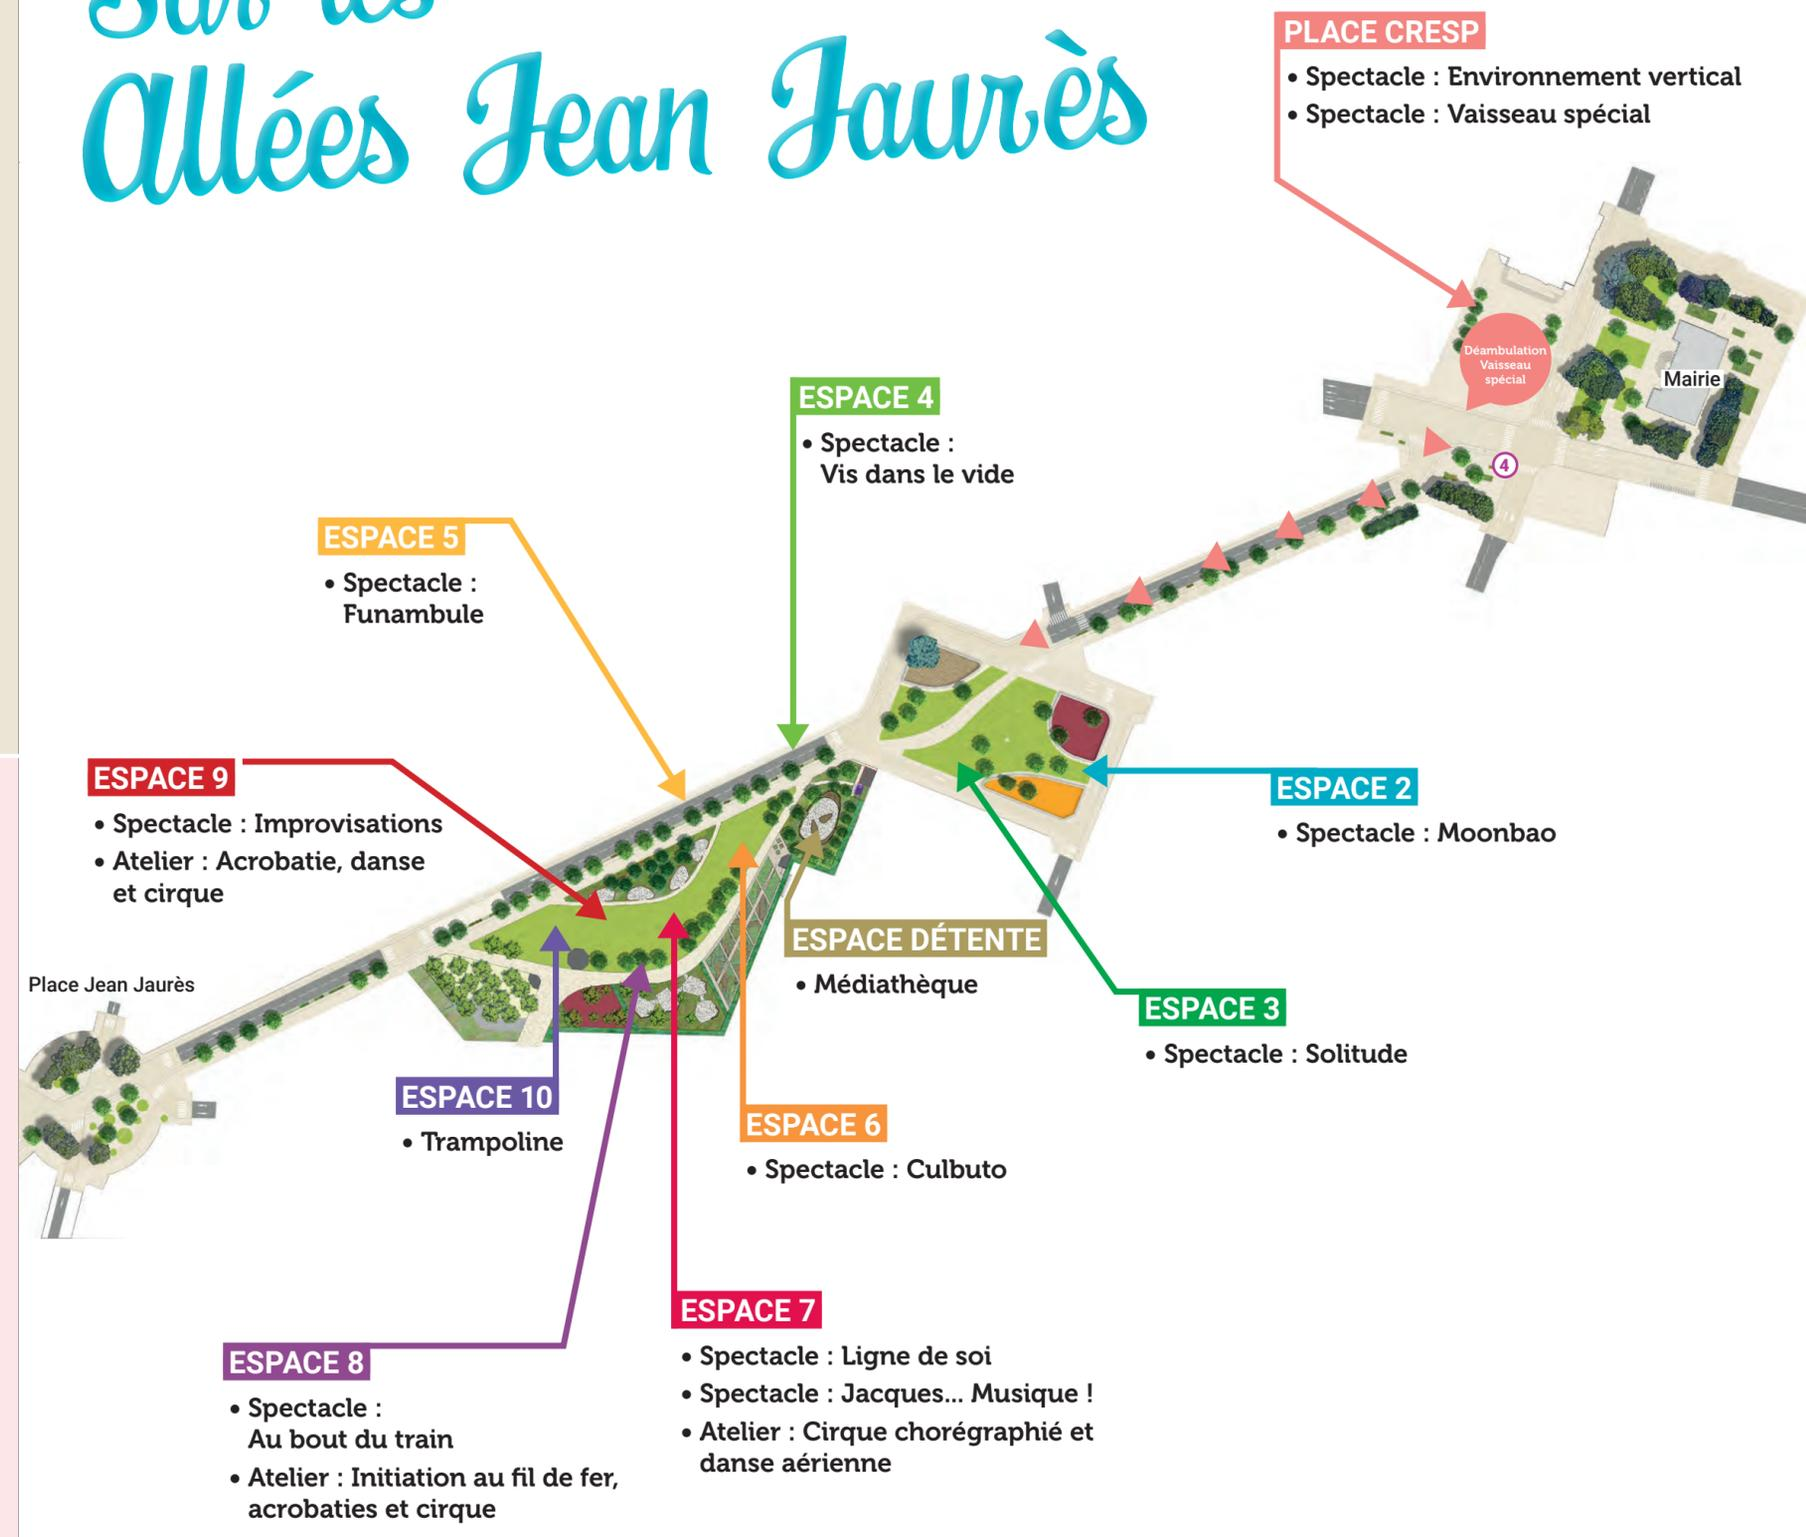 Sur les
Allées Jean Jaurès
PLACE CRESP
• Spectacle : Environnement vertical
• Spectacle : Vaisseau spécial
Déambulation
Vaisseau
spécial
Mairie
4
ESPACE 4
• Spectacle :
Vis dans le vide
ESPACE 5
• Spectacle :
Funambule
ESPACE 9
• Spectacle : Improvisations
• Atelier : Acrobatie, danse
et cirque
ESPACE 2
• Spectacle : Moonbao
ESPACE DÉTENTE
• Médiathèque
Place Jean Jaurès
ESPACE 3
• Spectacle : Solitude
ESPACE 10
• Trampoline
ESPACE 6
• Spectacle : Culbuto
ESPACE 7
• Spectacle : Ligne de soi
• Spectacle : Jacques... Musique !
• Atelier : Cirque chorégraphié et
danse aérienne
ESPACE 8
• Spectacle :
Au bout du train
• Atelier : Initiation au fil de fer,
acrobaties et cirque